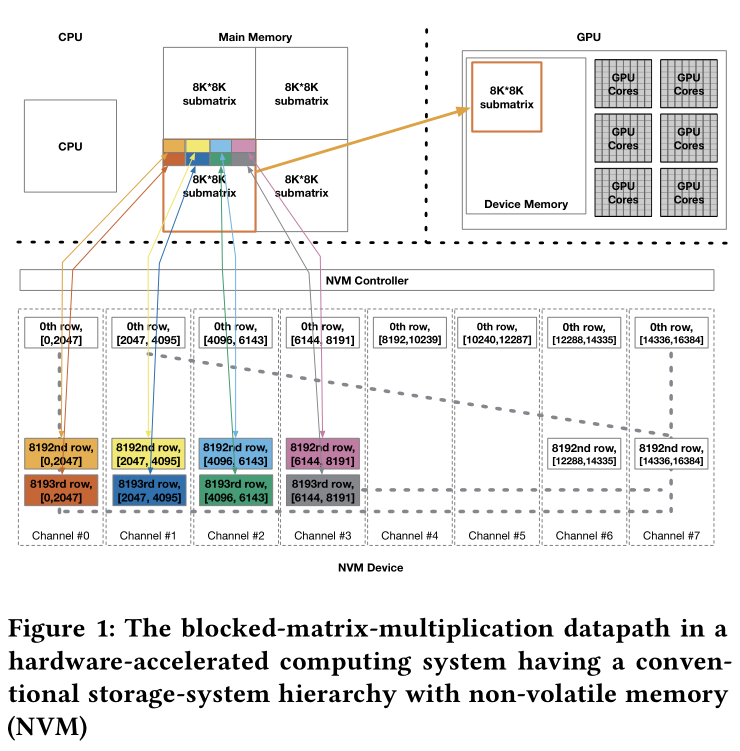 CPU
Main Memory
GPU
8K*8K
submatrix
8K*8K
submatrix
CPU
8K*8K
submatrix
8K*8K
submatrix
8K*8K
submatrix
Device Memory
GPU
Cores
GPU
Cores
GPU
Cores
GPU
Cores
GPU
Cores
GPU
Cores
NVM Controller
0th row,
[0,2047]
0th row,
[2047, 4095]
0th row,
[4096, 6143]
0th row,
[6144, 8191]
0th row,
[8192,10239]
0th row,
[10240,12287]
0th row,
[12288,14335]
0th row,
[14336,16384]
8192nd row,
[0,2047]
8192nd row,
[2047, 4095]
8192rd row,
[4096, 6143]
8192nd row,
[6144, 8191]
8192nd row,
[12288,14335]
8192nd row,
[14336,16384]
8193rd row,
[0,2047]
8193rd row,
[2047, 4095]
8193rd row,
[4096, 6143]
8193rd row,
[6144, 8191]
Channel #0
Channel #1
Channel #2
Channel #3
Channel #4
Channel #5
Channel #6
Channel #7
NVM Device
Figure 1: The blocked-matrix-multiplication datapath in a
hardware-accelerated computing system having a conven-
tional storage-system hierarchy with non-volatile memory
(NVM)